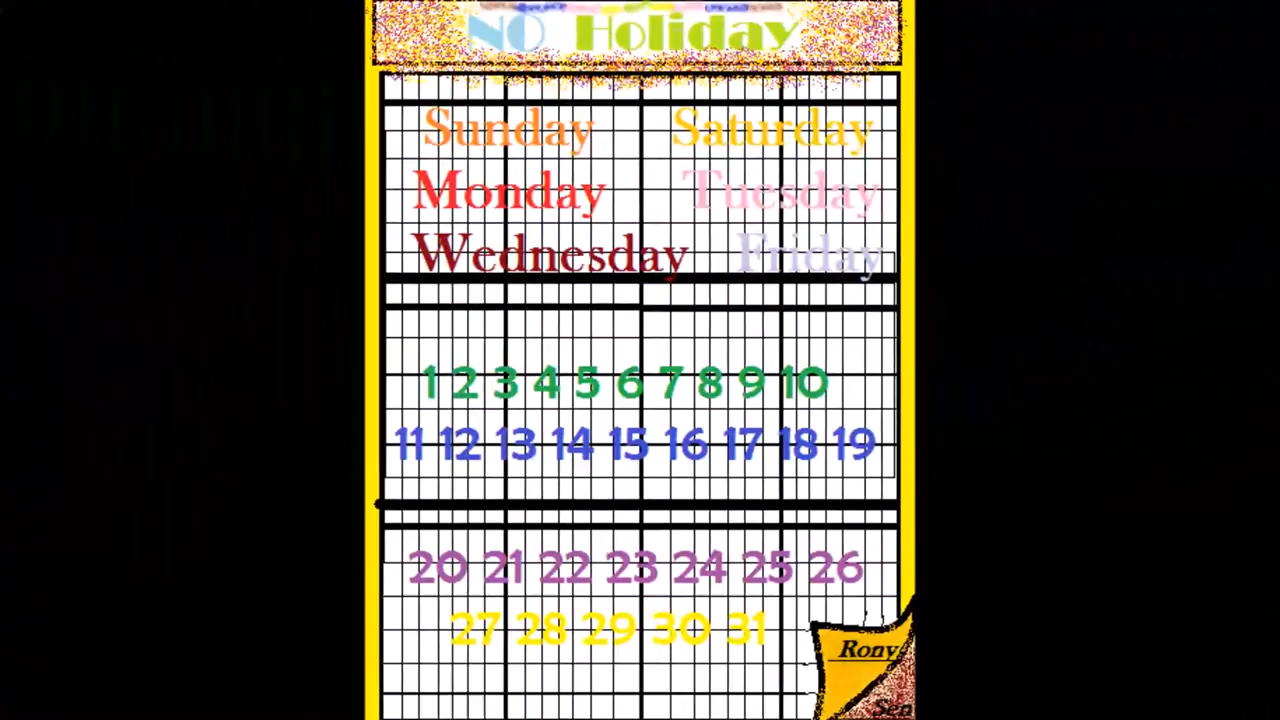 NO Holiday
Sunday Saturday
Monday Tuesday
Wednesday Friday
1 2 3 4 5 6 7 8 9 10
11 12 13 14 15 16 17 18 19
20 21 22 23 24 25 26
27 28 29 30 31
Rony
Sen